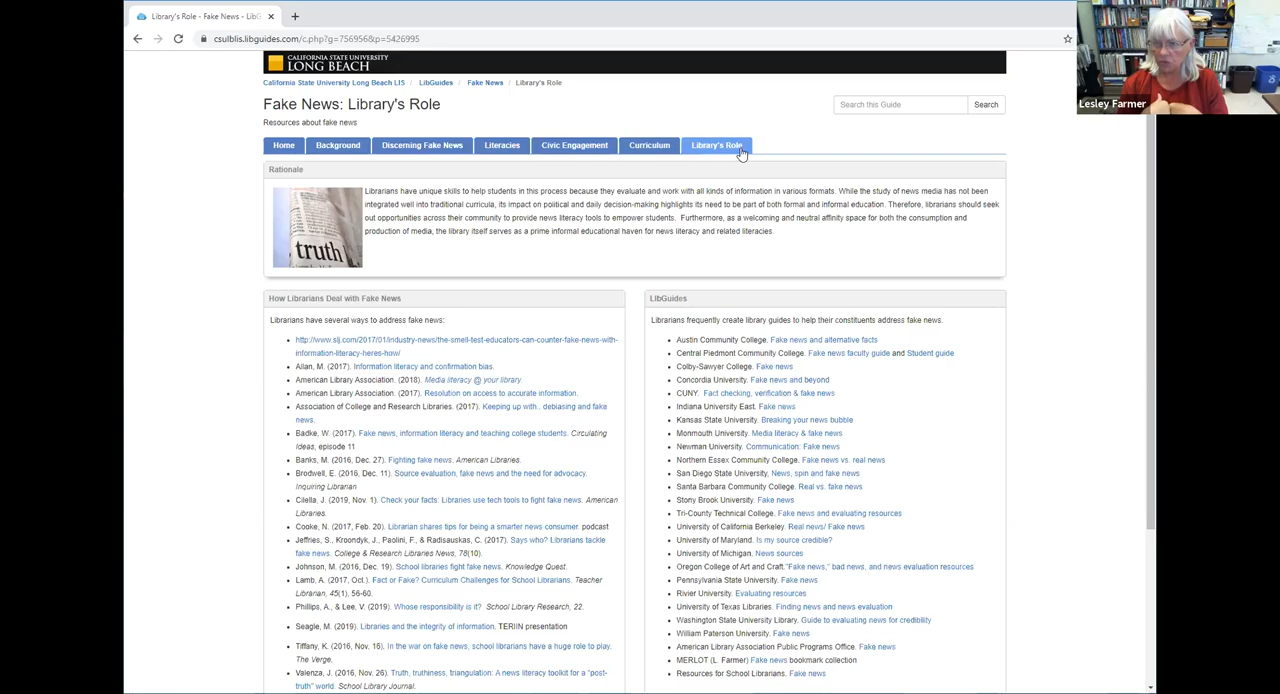 Library's Role - Fake News - LibG
csulblis.libguides.com/c.php?g=756956&p=5426995
Lesley Farmer
CALIFORNIA STATE UNIVERSITY
LONG BEACH
California State University Long Beach LIS / LibGuides / Fake News / Library's Role
Fake News: Library's Role
Resources about fake news
Search this Guide Search
Home Background Discerning Fake News Literacies Civic Engagement Curriculum Library's Role
Rationale
Librarians have unique skills to help students in this process because they evaluate and work with all kinds of information in various formats. While the study of news media has not been
integrated well into traditional curricula, its impact on political and daily decision-making highlights its need to be part of both formal and informal education. Therefore, librarians should seek
out opportunities across their community to provide news literacy tools to empower students. Furthermore, as a welcoming and neutral affinity space for both the consumption and
production of media, the library itself serves as a prime informal educational haven for news literacy and related literacies.
truth
How Librarians Deal with Fake News
Librarians have several ways to address fake news:
http://www.slj.com/2017/01/industry-news/the-smell-test-educators-can-counter-fake-news-with-
information-literacy-heres-how/
Allan, M. (2017). Information literacy and confirmation bias.
American Library Association. (2018). Media literacy @ your library.
American Library Association. (2017). Resolution on access to accurate information.
Association of College and Research Libraries. (2017). Keeping up with.. debiasing and fake
news.
Badke, W. (2017). Fake news, information literacy and teaching college students. Circulating
Ideas, episode 11
Banks, M. (2016, Dec. 27). Fighting fake news. American Libraries.
Brodwell, E. (2016, Dec. 11). Source evaluation, fake news and the need for advocacy.
Inquiring Librarian
Cilella, J. (2019, Nov. 1). Check your facts: Libraries use tech tools to fight fake news. American
Libraries.
Cooke, N. (2017, Feb. 20). Librarian shares tips for being a smarter news consumer. podcast
Jeffries, S., Kroondyk, J., Paolini, F., & Radisauskas, C. (2017). Says who? Librarians tackle
fake news. College & Research Libraries News, 78(10).
Johnson, M. (2016, Dec. 19). School libraries fight fake news. Knowledge Quest.
Lamb, A. (2017, Oct.). Fact or Fake? Curriculum Challenges for School Librarians. Teacher
Librarian, 45(1), 56-60.
Phillips, A., & Lee, V. (2019). Whose responsibility is it? School Library Research, 22.
Seagle, M. (2019). Libraries and the integrity of information. TERIIN presentation
Tiffany, K. (2016, Nov. 16). In the war on fake news, school librarians have a huge role to play.
The Verge.
Valenza, J. (2016, Nov. 26). Truth, truthiness, triangulation: A news literacy toolkit for a "post-
truth" world. School Library Journal.
LibGuides
Librarians frequently create library guides to help their constituents address fake news.
Austin Community College. Fake news and alternative facts
Central Piedmont Community College. Fake news faculty guide and Student guide
Colby-Sawyer College. Fake news
Concordia University. Fake news and beyond
CUNY. Fact checking, verification & fake news
Indiana University East. Fake news
Kansas State University. Breaking your news bubble
Monmouth University. Media literacy & fake news
Newman University. Communication: Fake news
Northern Essex Community College. Fake news vs. real news
San Diego State University, News, spin and fake news
Santa Barbara Community College. Real vs. fake news
Stony Brook University. Fake news
Tri-County Technical College. Fake news and evaluating resources
University of California Berkeley. Real news/ Fake news
University of Maryland. Is my source credible?
University of Michigan. News sources
Oregon College of Art and Craft."Fake news," bad news, and news evaluation resources
Pennsylvania State University. Fake news
Rivier University. Evaluating resources
University of Texas Libraries. Finding news and news evaluation
Washington State University Library. Guide to evaluating news for credibility
William Paterson University. Fake news
American Library Association Public Programs Office. Fake news
MERLOT (L. Farmer) Fake news bookmark collection
Resources for School Librarians. Fake news